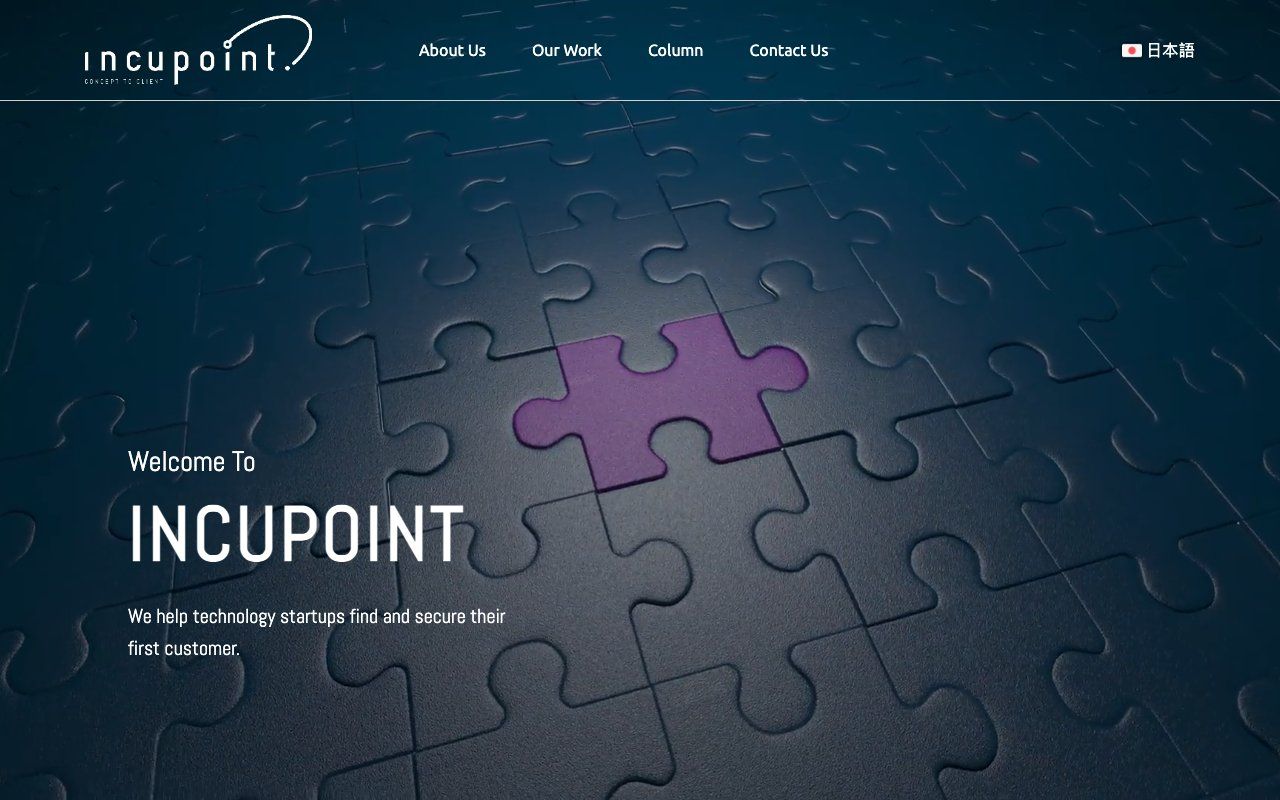 incupoint.
CONCEPT TO CLIENT
About Us
Our Work
Column
Contact Us
日本語
Welcome To
INCUPOINT
We help technology startups find and secure their
first customer.